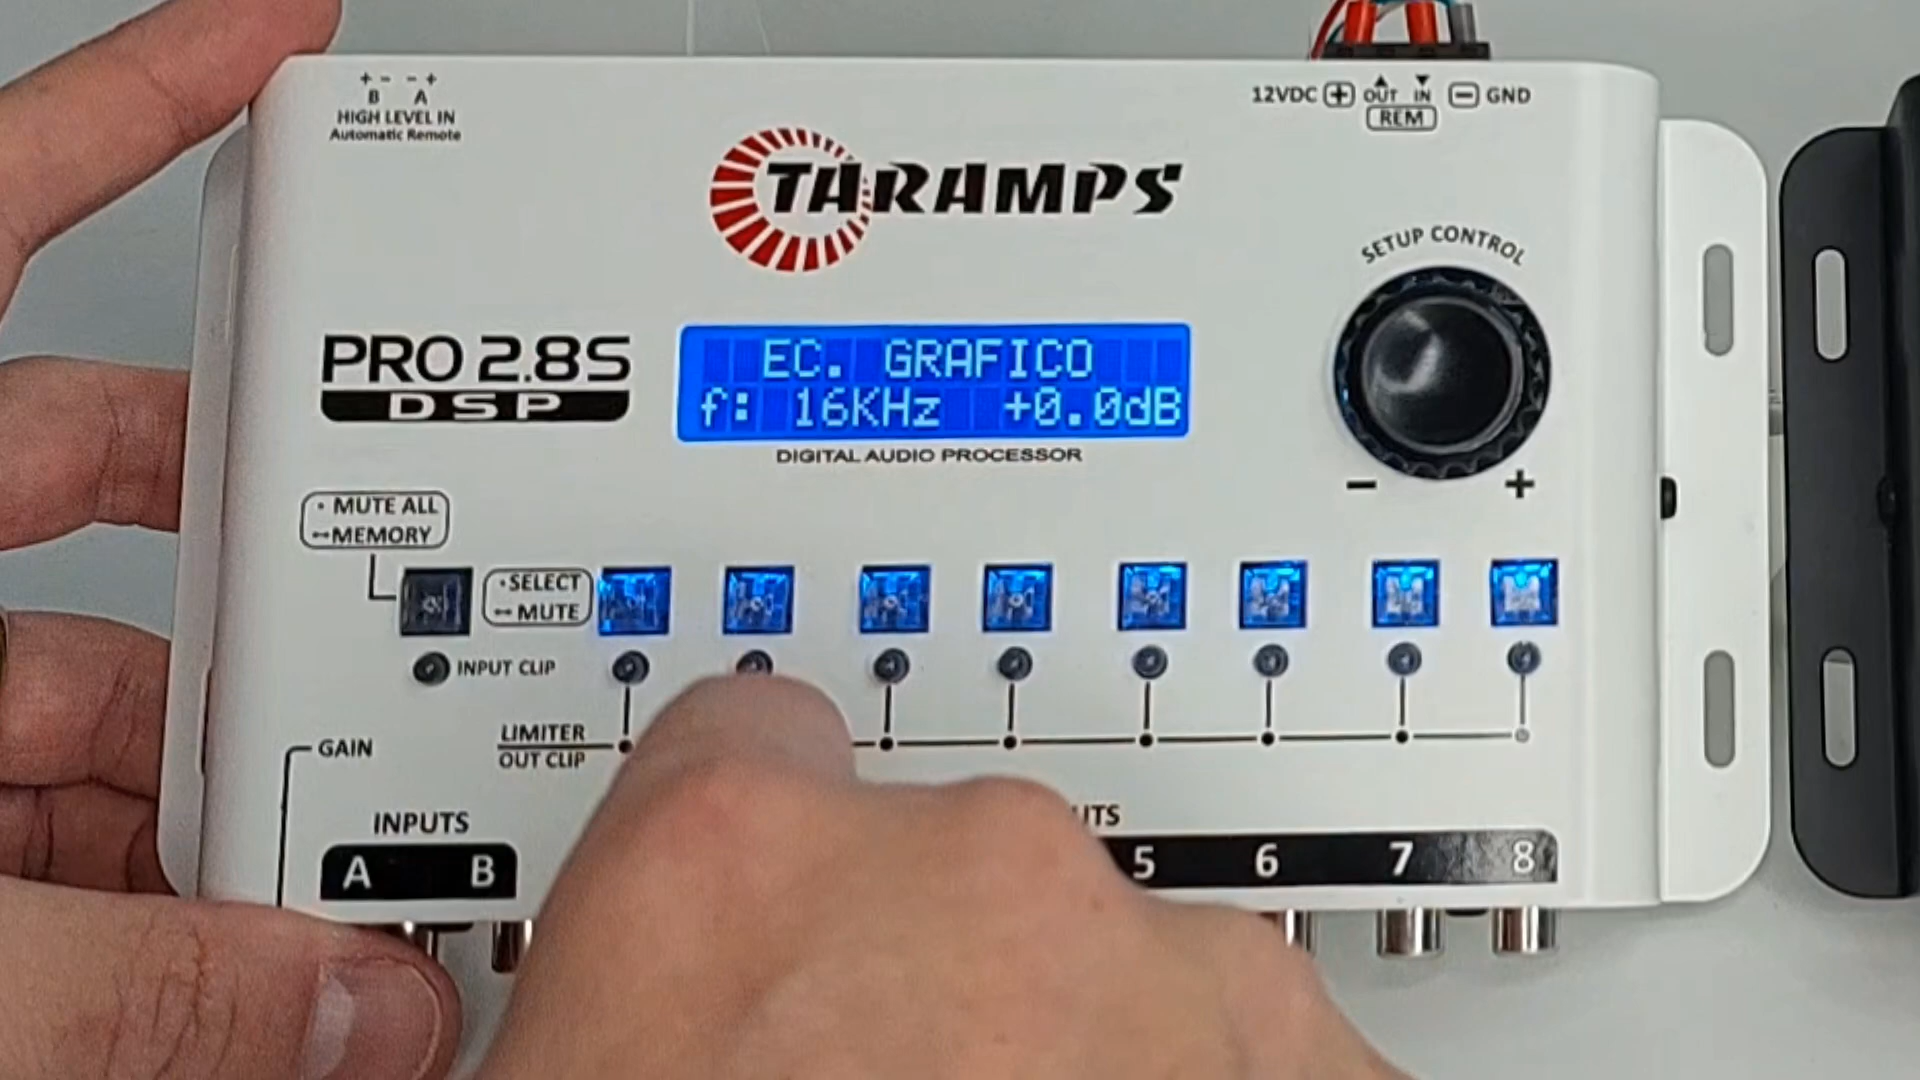 + - - +
B A
HIGH LEVEL IN
Automatic Remote
12VDC + OUT IN - GND
REM
TARAMPS
SETUP CONTROL
PRO 2.8S
DSP
EC. GRAFICO
f: 16KHz +0.0dB
DIGITAL AUDIO PROCESSOR
- +
MUTE ALL
MEMORY
SELECT
MUTE
INPUT CLIP
LIMITER
OUT CLIP
GAIN
INPUTS
A B
5 6 7 8